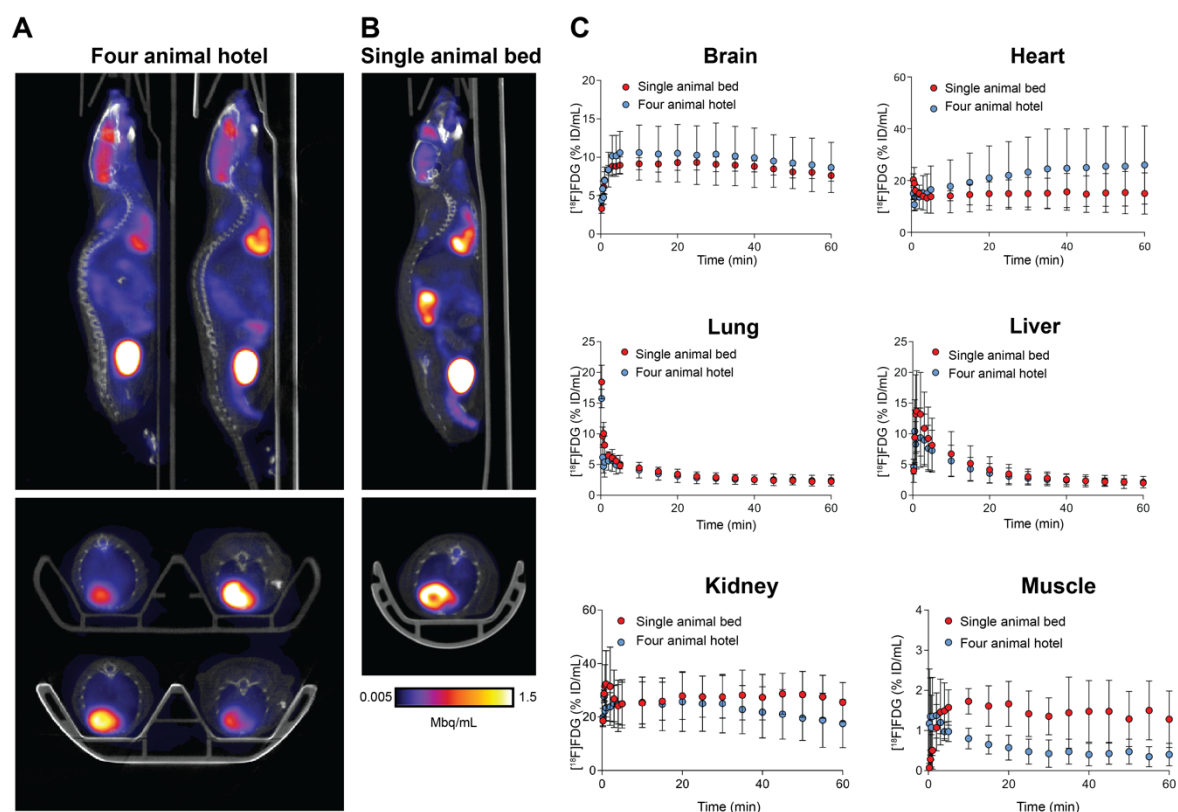 A
Four animal hotel
B
Single animal bed
0.005
1.5
Mbq/mL
C
Brain
[¹⁸F]FDG (% ID/mL)
20
15
10
5
0
Single animal bed
Four animal hotel
0
20
40
60
Time (min)
Heart
[¹⁸F]FDG (% ID/mL)
60
40
20
0
Single animal bed
Four animal hotel
0
20
40
60
Time (min)
Lung
[¹⁸F]FDG (% ID/mL)
25
20
15
10
5
0
Single animal bed
Four animal hotel
0
20
40
60
Time (min)
Liver
[¹⁸F]FDG (% ID/mL)
25
20
15
10
5
0
Single animal bed
Four animal hotel
0
20
40
60
Time (min)
Kidney
[¹⁸F]FDG (% ID/mL)
60
40
20
0
Single animal bed
Four animal hotel
0
20
40
60
Time (min)
Muscle
[¹⁸F]FDG (% ID/mL)
4
3
2
1
0
Single animal bed
Four animal hotel
0
20
40
60
Time (min)